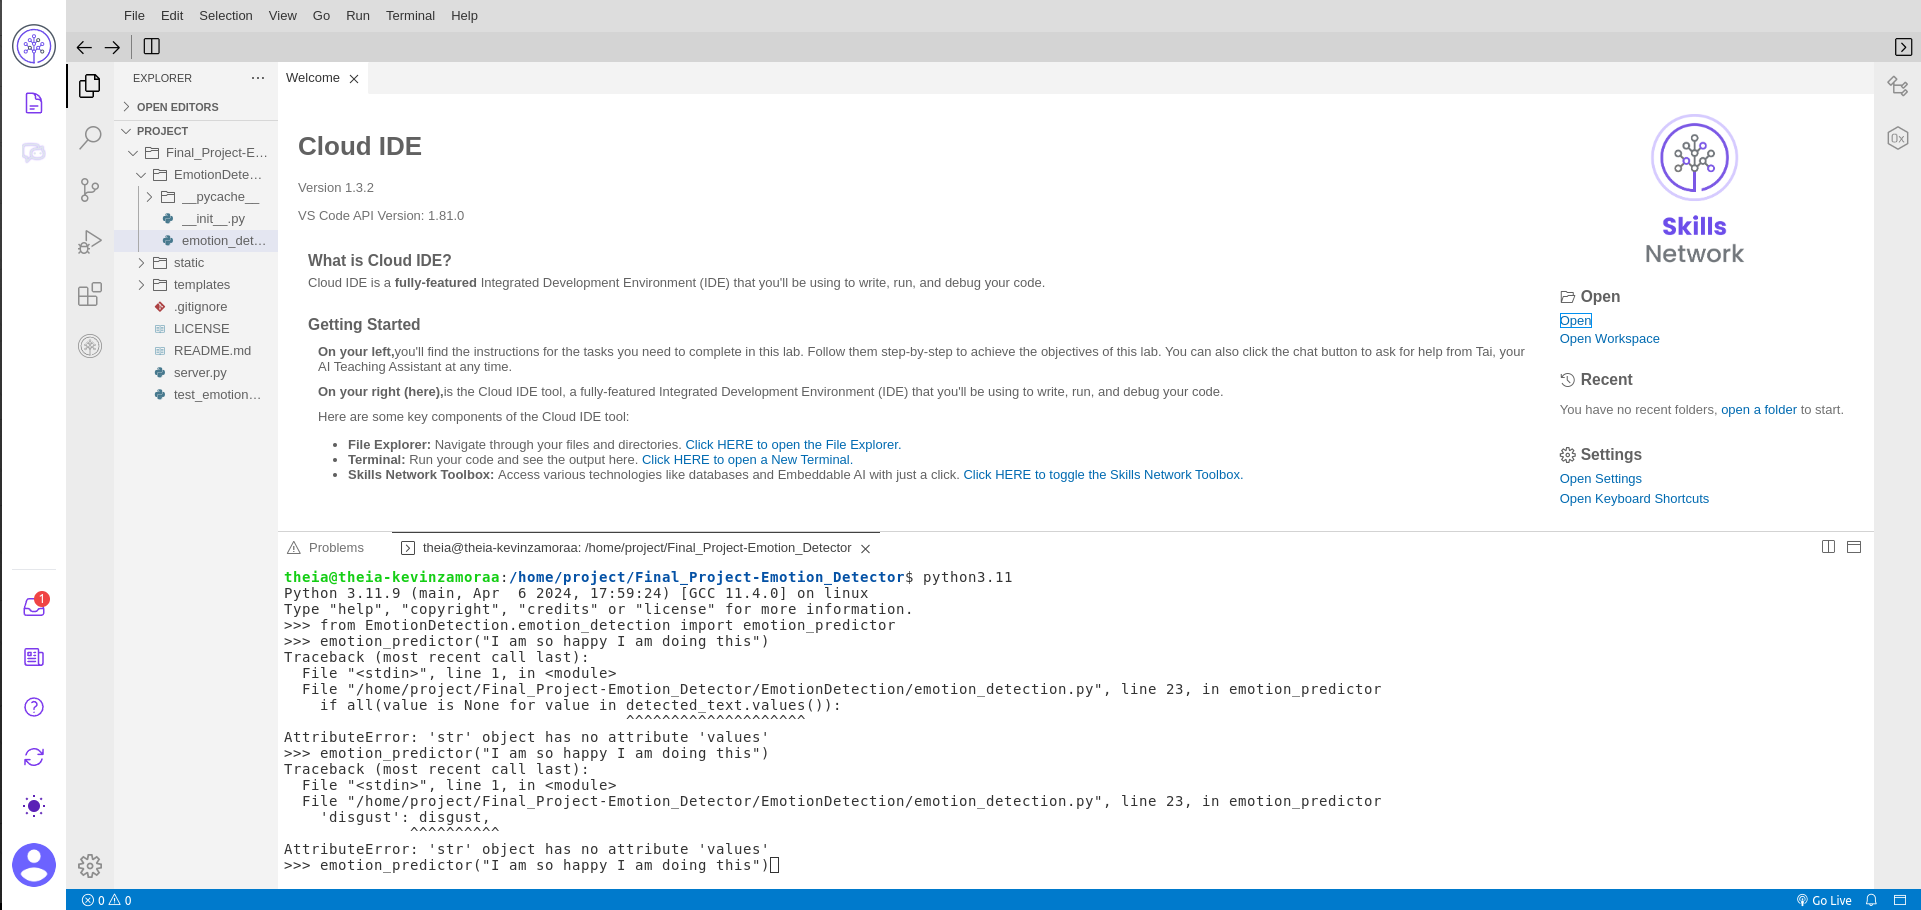 File Edit Selection View Go Run Terminal Help
EXPLORER
OPEN EDITORS
PROJECT
Final_Project-E...
EmotionDete...
__pycache__
__init__.py
emotion_det...
static
templates
.gitignore
LICENSE
README.md
server.py
test_emotion...
Welcome
Cloud IDE
Version 1.3.2
VS Code API Version: 1.81.0
What is Cloud IDE?
Cloud IDE is a fully-featured Integrated Development Environment (IDE) that you'll be using to write, run, and debug your code.
Getting Started
On your left,you'll find the instructions for the tasks you need to complete in this lab. Follow them step-by-step to achieve the objectives of this lab. You can also click the chat button to ask for help from Tai, your
AI Teaching Assistant at any time.
On your right (here),is the Cloud IDE tool, a fully-featured Integrated Development Environment (IDE) that you'll be using to write, run, and debug your code.
Here are some key components of the Cloud IDE tool:
• File Explorer: Navigate through your files and directories. Click HERE to open the File Explorer.
• Terminal: Run your code and see the output here. Click HERE to open a New Terminal.
• Skills Network Toolbox: Access various technologies like databases and Embeddable AI with just a click. Click HERE to toggle the Skills Network Toolbox.
Skills
Network
Open
Open
Open Workspace
Recent
You have no recent folders, open a folder to start.
Settings
Open Settings
Open Keyboard Shortcuts
0x
Problems
theia@theia-kevinzamoraa: /home/project/Final_Project-Emotion_Detector
theia@theia-kevinzamoraa:/home/project/Final_Project-Emotion_Detector$ python3.11
Python 3.11.9 (main, Apr  6 2024, 17:59:24) [GCC 11.4.0] on linux
Type "help", "copyright", "credits" or "license" for more information.
>>> from EmotionDetection.emotion_detection import emotion_predictor
>>> emotion_predictor("I am so happy I am doing this")
Traceback (most recent call last):
  File "<stdin>", line 1, in <module>
  File "/home/project/Final_Project-Emotion_Detector/EmotionDetection/emotion_detection.py", line 23, in emotion_predictor
    if all(value is None for value in detected_text.values()):
                                      ^^^^^^^^^^^^^^^^^^^^
AttributeError: 'str' object has no attribute 'values'
>>> emotion_predictor("I am so happy I am doing this")
Traceback (most recent call last):
  File "<stdin>", line 1, in <module>
  File "/home/project/Final_Project-Emotion_Detector/EmotionDetection/emotion_detection.py", line 23, in emotion_predictor
    'disgust': disgust,
              ^^^^^^^^^^
AttributeError: 'str' object has no attribute 'values'
>>> emotion_predictor("I am so happy I am doing this")
1
0 0
Go Live